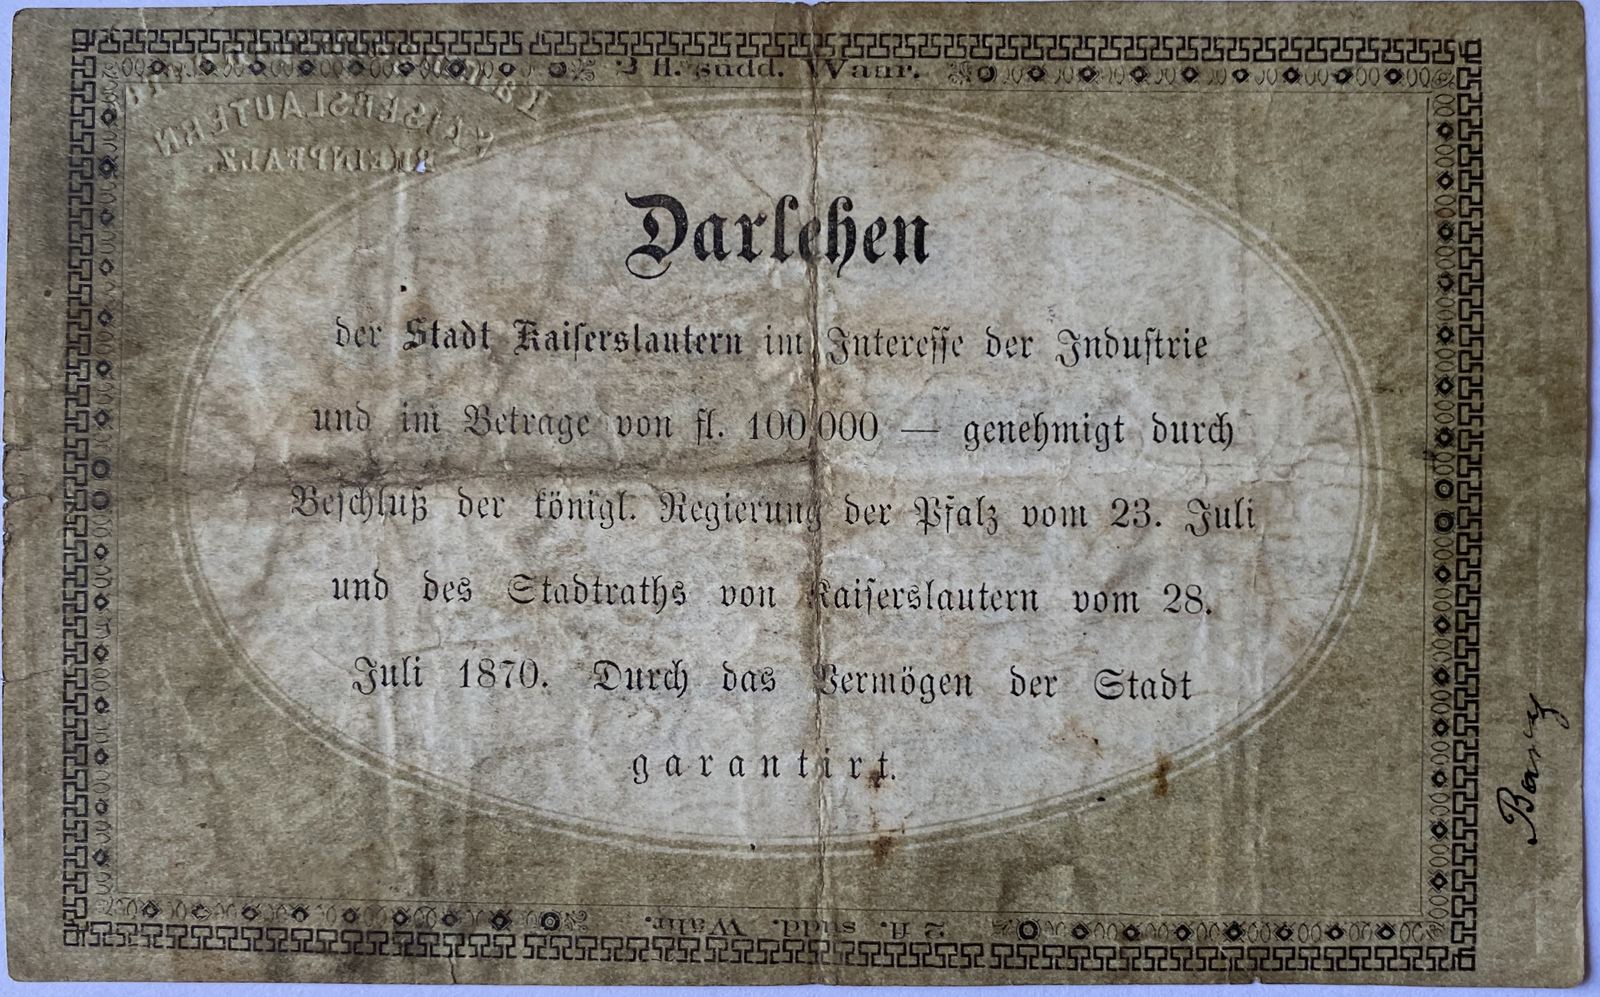 2 fl. südd. Währ.
KAISERSLAUTERN
RHEINPFALZ.
Darlehen
der Stadt Kaiserslautern im Intereſſe der Induſtrie
und im Betrage von fl. 100,000 — genehmigt durch
Beſchluß der königl. Regierung der Pfalz vom 23. Juli
und des Stadtraths von Kaiserslautern vom 28.
Juli 1870. Durch das Vermögen der Stadt
garantirt.
2 fl. südd. Währ.